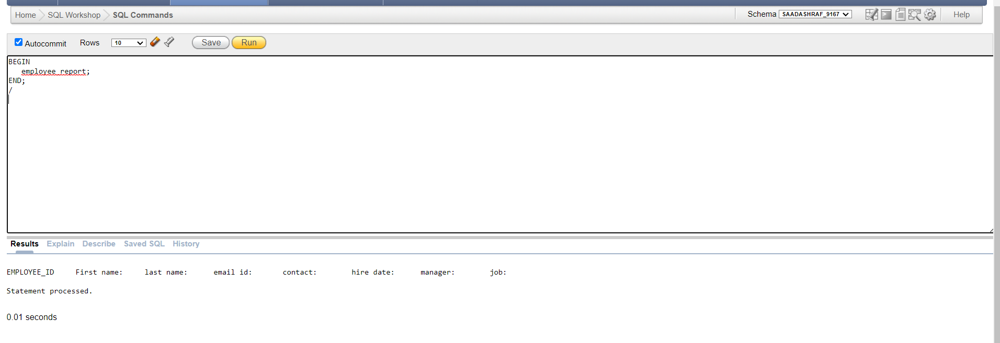 Home SQL Workshop SQL Commands Schema SAADASHRAF_9167 Help
Autocommit Rows 10 Save Run
BEGIN
employee_report;
END;
/
Results Explain Describe Saved SQL History
EMPLOYEE_ID First name: last name: email id: contact: hire date: manager: job:
Statement processed.
0.01 seconds